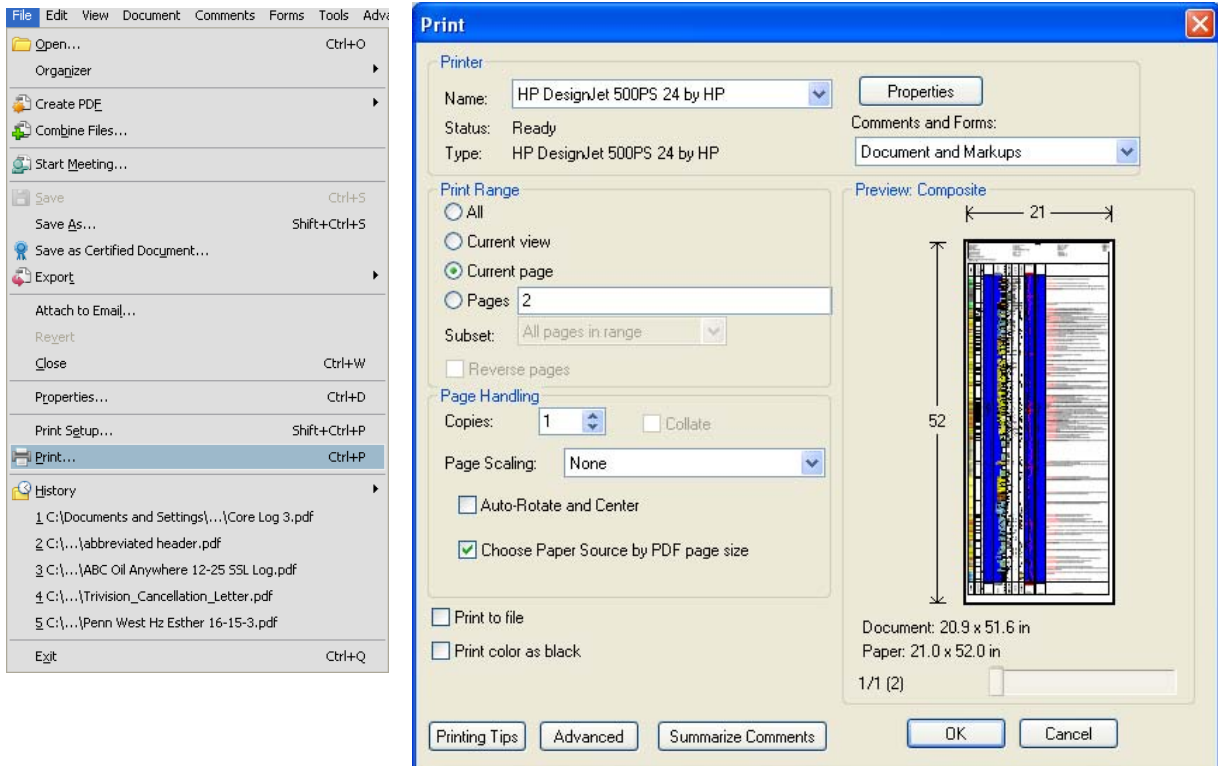 File Edit View Document Comments Forms Tools Adva
Open... Ctrl+O
Organizer
Create PDF
Combine Files...
Start Meeting...
Save Ctrl+S
Save As... Shift+Ctrl+S
Save as Certified Document...
Export
Attach to Email...
Revert
Close Ctrl+W
Properties... Ctrl+D
Print Setup... Shift+Ctrl+P
Print... Ctrl+P
History
1 C:\Documents and Settings\...\Core Log 3.pdf
2 C:\...\abbreviated header.pdf
3 C:\...\ABC Oil Anywhere 12-25 SSL Log.pdf
4 C:\...\Trivision_Cancellation_Letter.pdf
5 C:\...\Penn West Hz Esther 16-15-3.pdf
Exit Ctrl+Q
Print
Printer
Name: HP DesignJet 500PS 24 by HP Properties
Status: Ready Comments and Forms:
Type: HP DesignJet 500PS 24 by HP Document and Markups
Print Range
All
Current view
Current page
Pages 2
Subset: All pages in range
Reverse pages
Page Handling
Copies: 1 Collate
Page Scaling: None
Auto-Rotate and Center
Choose Paper Source by PDF page size
Print to file
Print color as black
Preview: Composite
21
52
Document: 20.9 x 51.6 in
Paper: 21.0 x 52.0 in
1/1 (2)
Printing Tips Advanced Summarize Comments OK Cancel